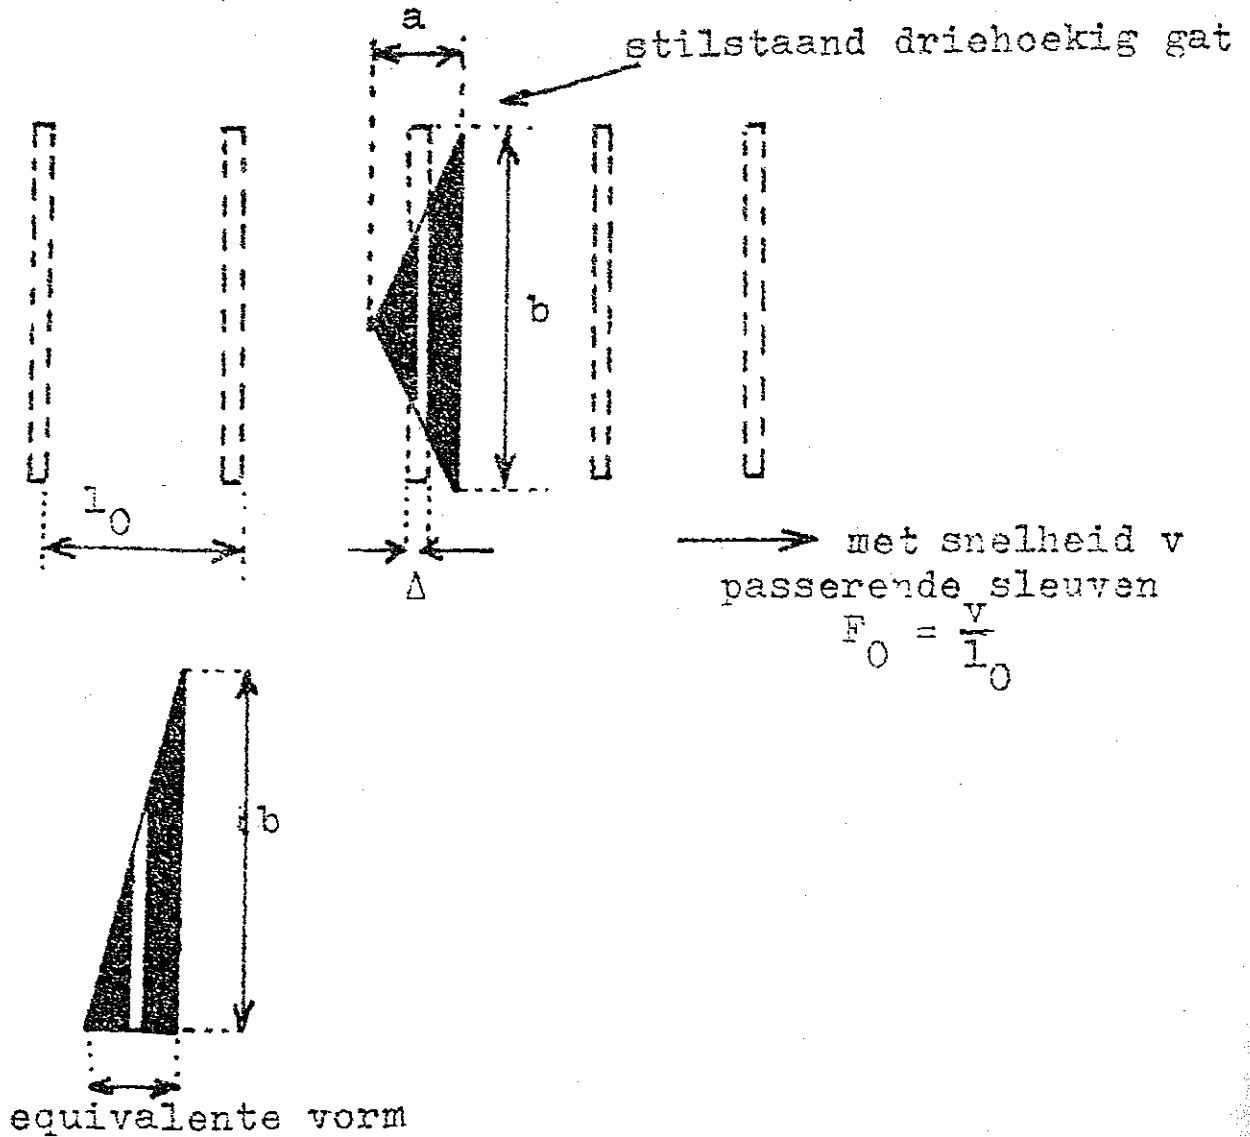 a
stilstaand driehoekig gat
b
l₀
Δ
met snelheid v
passerende sleuven
F₀ = v/l₀
b
equivalente vorm